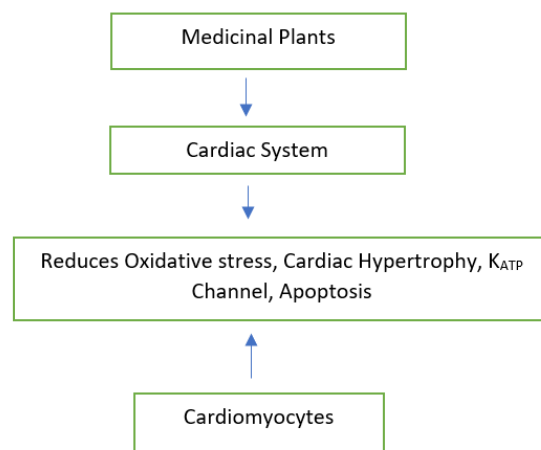 Medicinal Plants
Cardiac System
Reduces Oxidative stress, Cardiac Hypertrophy, KATP
Channel, Apoptosis
Cardiomyocytes